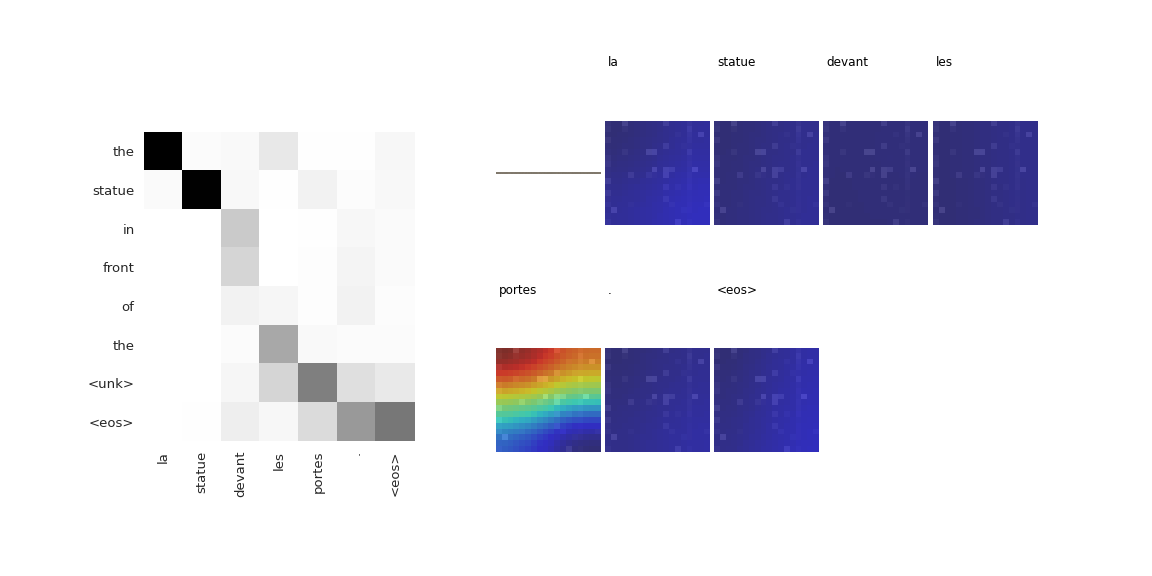 the
statue
in
front
of
the
<unk>
<eos>
la
statue
devant
les
portes
.
<eos>
la statue devant les
portes . <eos>